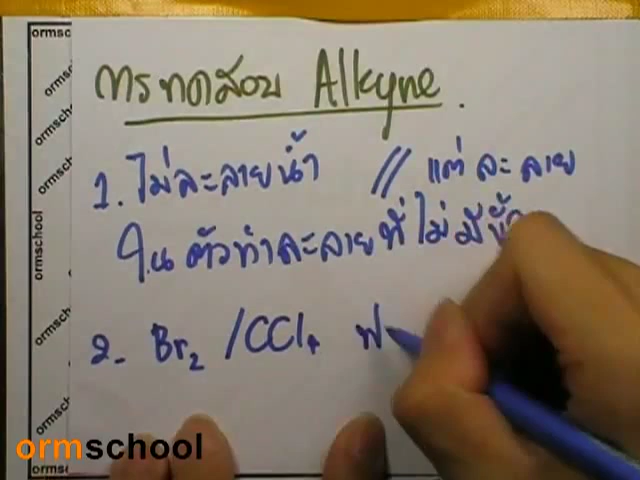 การทดสอบ Alkyne.
1. ไม่ละลายน้ำ // แต่ละลาย
ใน ตัวทำละลายที่ไม่มี
2. Br₂ /CCl₄
ormschool
ormschool
ormschool